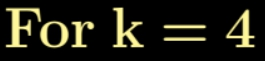 For k = 4